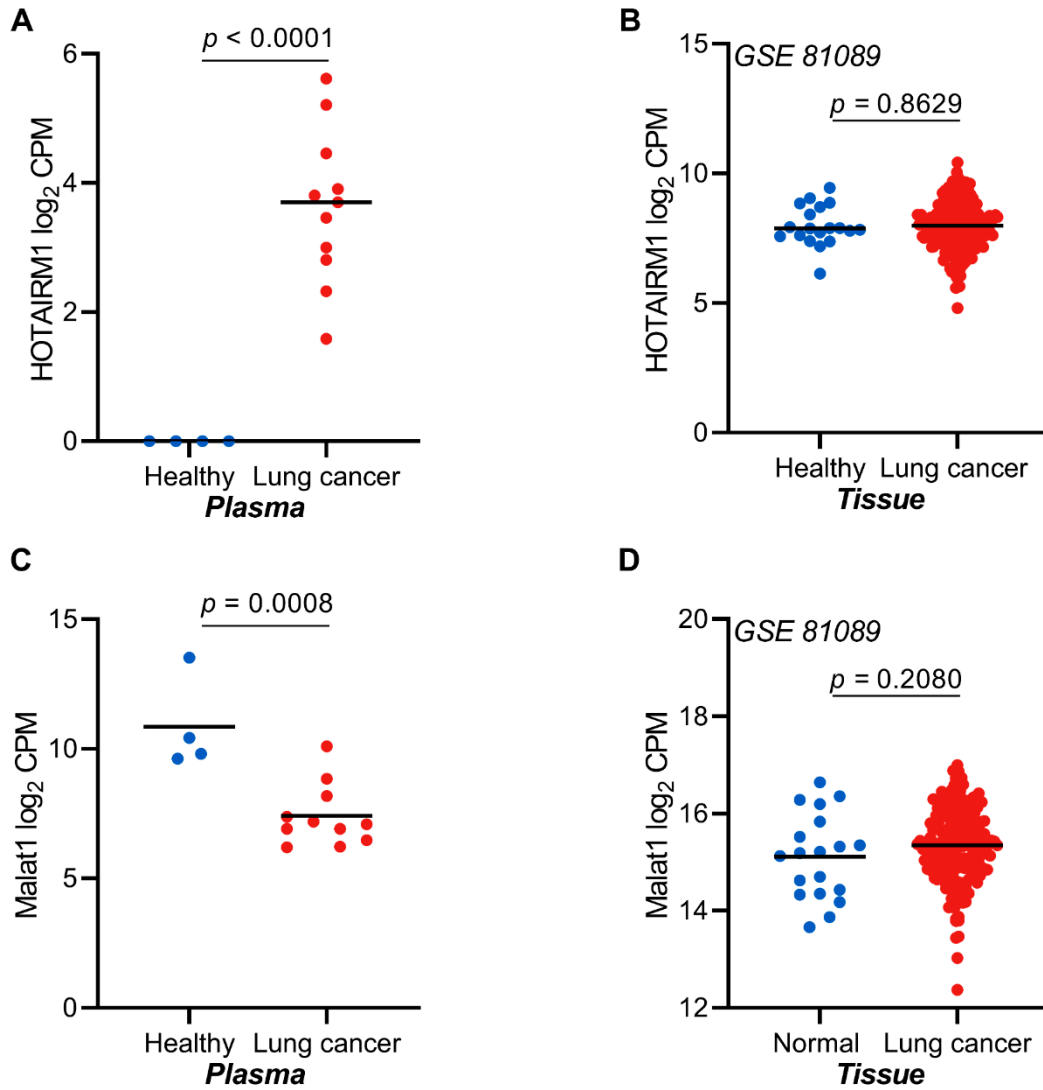 A
p < 0.0001
6
4
2
0
HOTAIRM1 log₂ CPM
Healthy Lung cancer
Plasma
B
GSE 81089
p = 0.8629
15
10
5
0
HOTAIRM1 log₂ CPM
Healthy Lung cancer
Tissue
C
p = 0.0008
15
10
5
0
Malat1 log₂ CPM
Healthy Lung cancer
Plasma
D
GSE 81089
p = 0.2080
20
18
16
14
12
Malat1 log₂ CPM
Normal Lung cancer
Tissue